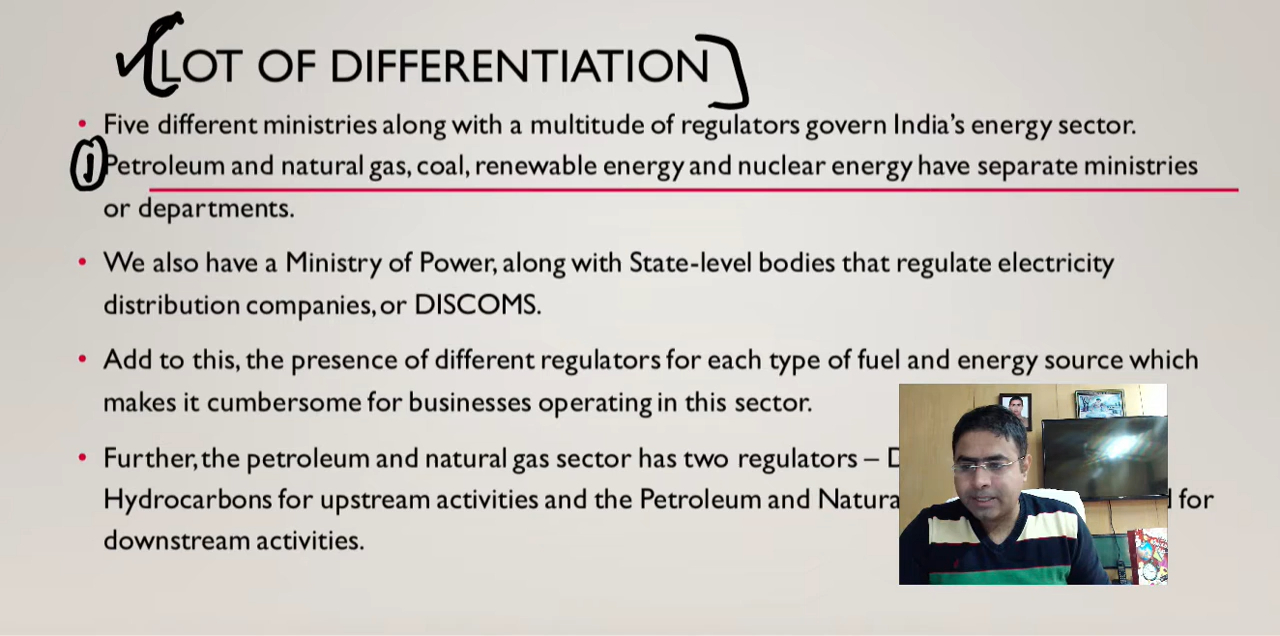 LOT OF DIFFERENTIATION
• Five different ministries along with a multitude of regulators govern India's energy sector.
1 Petroleum and natural gas, coal, renewable energy and nuclear energy have separate ministries
or departments.
• We also have a Ministry of Power, along with State-level bodies that regulate electricity
distribution companies, or DISCOMS.
• Add to this, the presence of different regulators for each type of fuel and energy source which
makes it cumbersome for businesses operating in this sector.
• Further, the petroleum and natural gas sector has two regulators –
Hydrocarbons for upstream activities and the Petroleum and for
downstream activities.